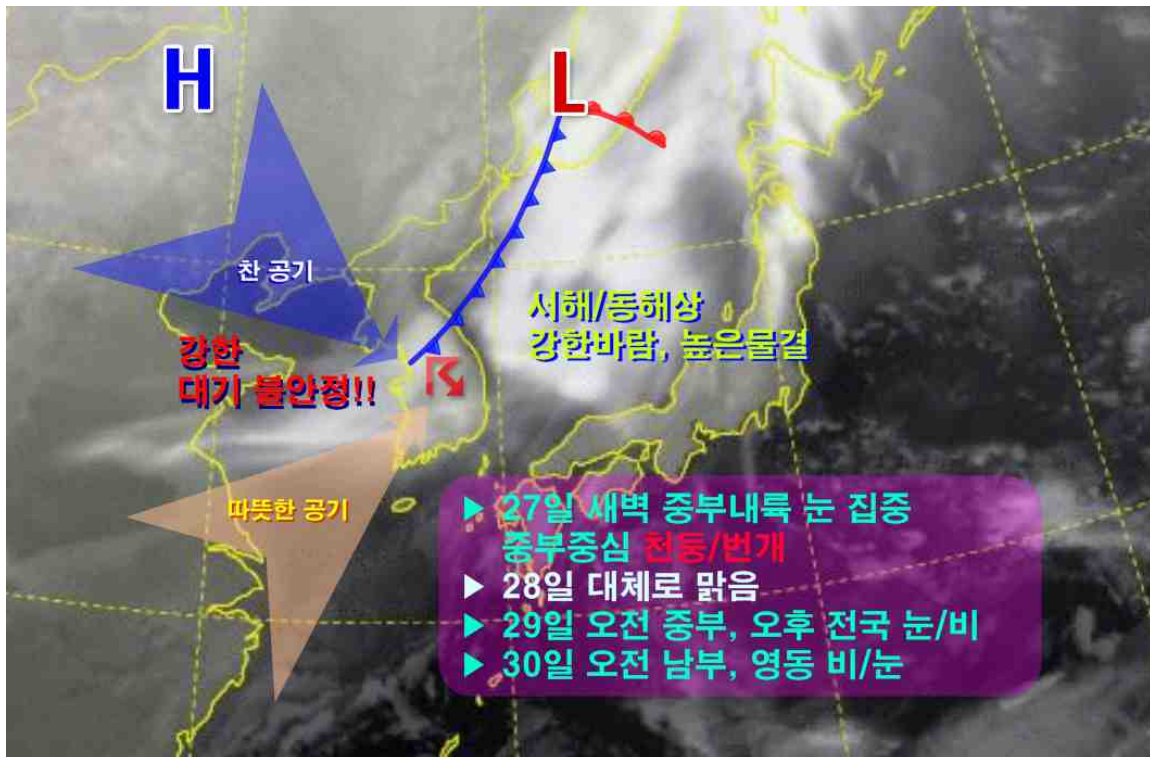 H
L
찬 공기
서해/동해상
강한바람, 높은물결
강한
대기 불안정!!
따뜻한 공기
▶ 27일 새벽 중부내륙 눈 집중
중부중심 천둥/번개
▶ 28일 대체로 맑음
▶ 29일 오전 중부, 오후 전국 눈/비
▶ 30일 오전 남부, 영동 비/눈